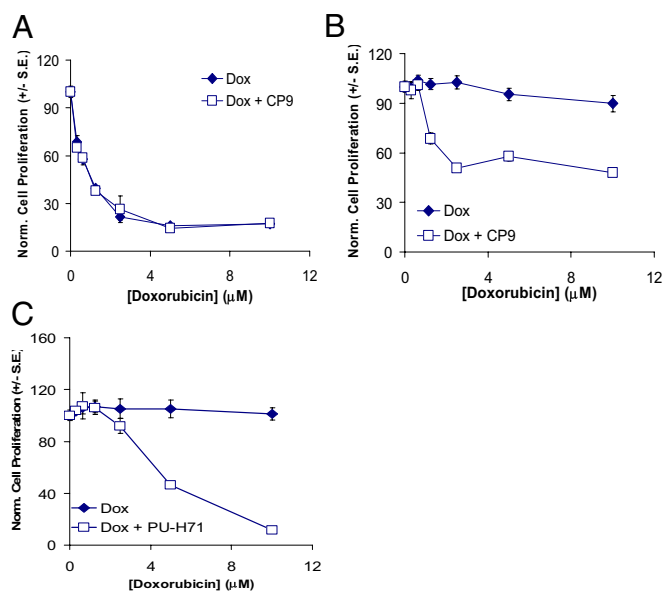 A
Norm. Cell Proliferation (+/- S.E.)
120
90
60
30
0
Dox
Dox + CP9
0 4 8 12
[Doxorubicin] (μM)
B
Norm. Cell Proliferation (+/- S.E.)
120
90
60
30
0
Dox
Dox + CP9
0 4 8 12
[Doxorubicin] (μM)
C
Norm. Cell Proliferation (+/- S.E.)
160
120
80
40
0
Dox
Dox + PU-H71
0 4 8 12
[Doxorubicin] (μM)